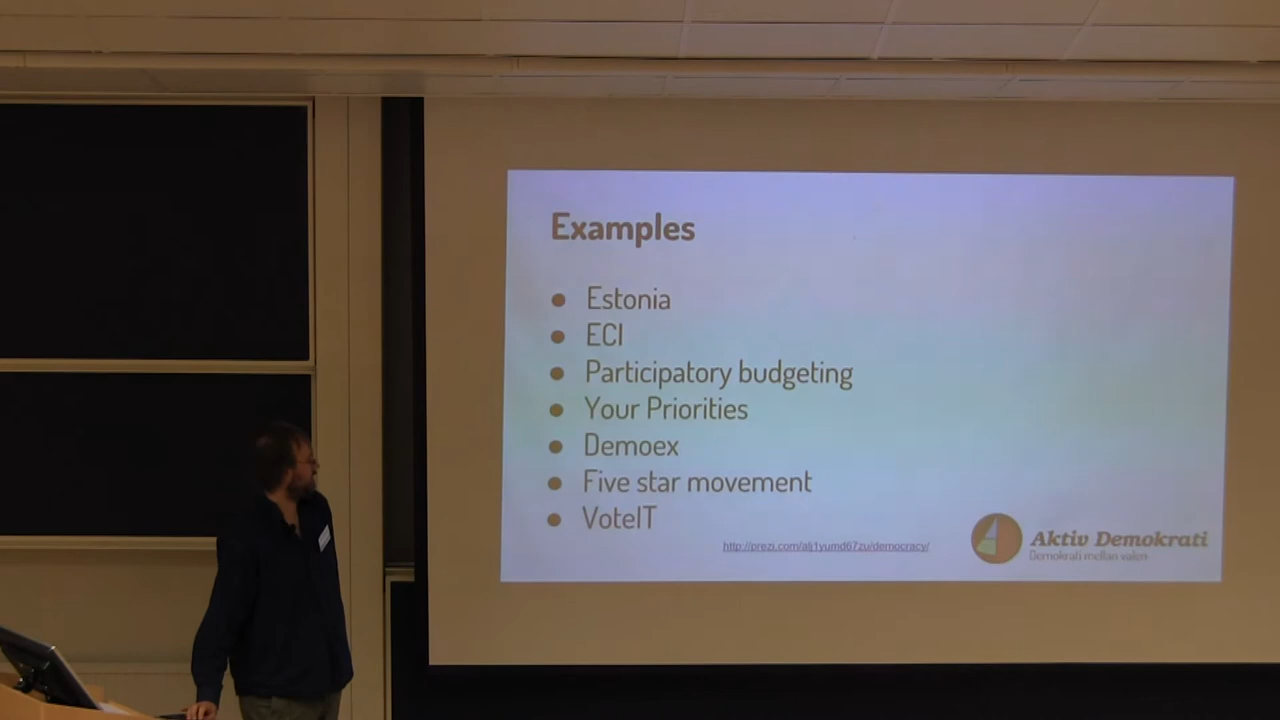 Examples
● Estonia
● ECI
● Participatory budgeting
● Your Priorities
● Demoex
● Five star movement
● VoteIT
http://prezi.com/alj1yumd67zu/democracy/
Aktiv Demokrati
Demokrati mellan valen